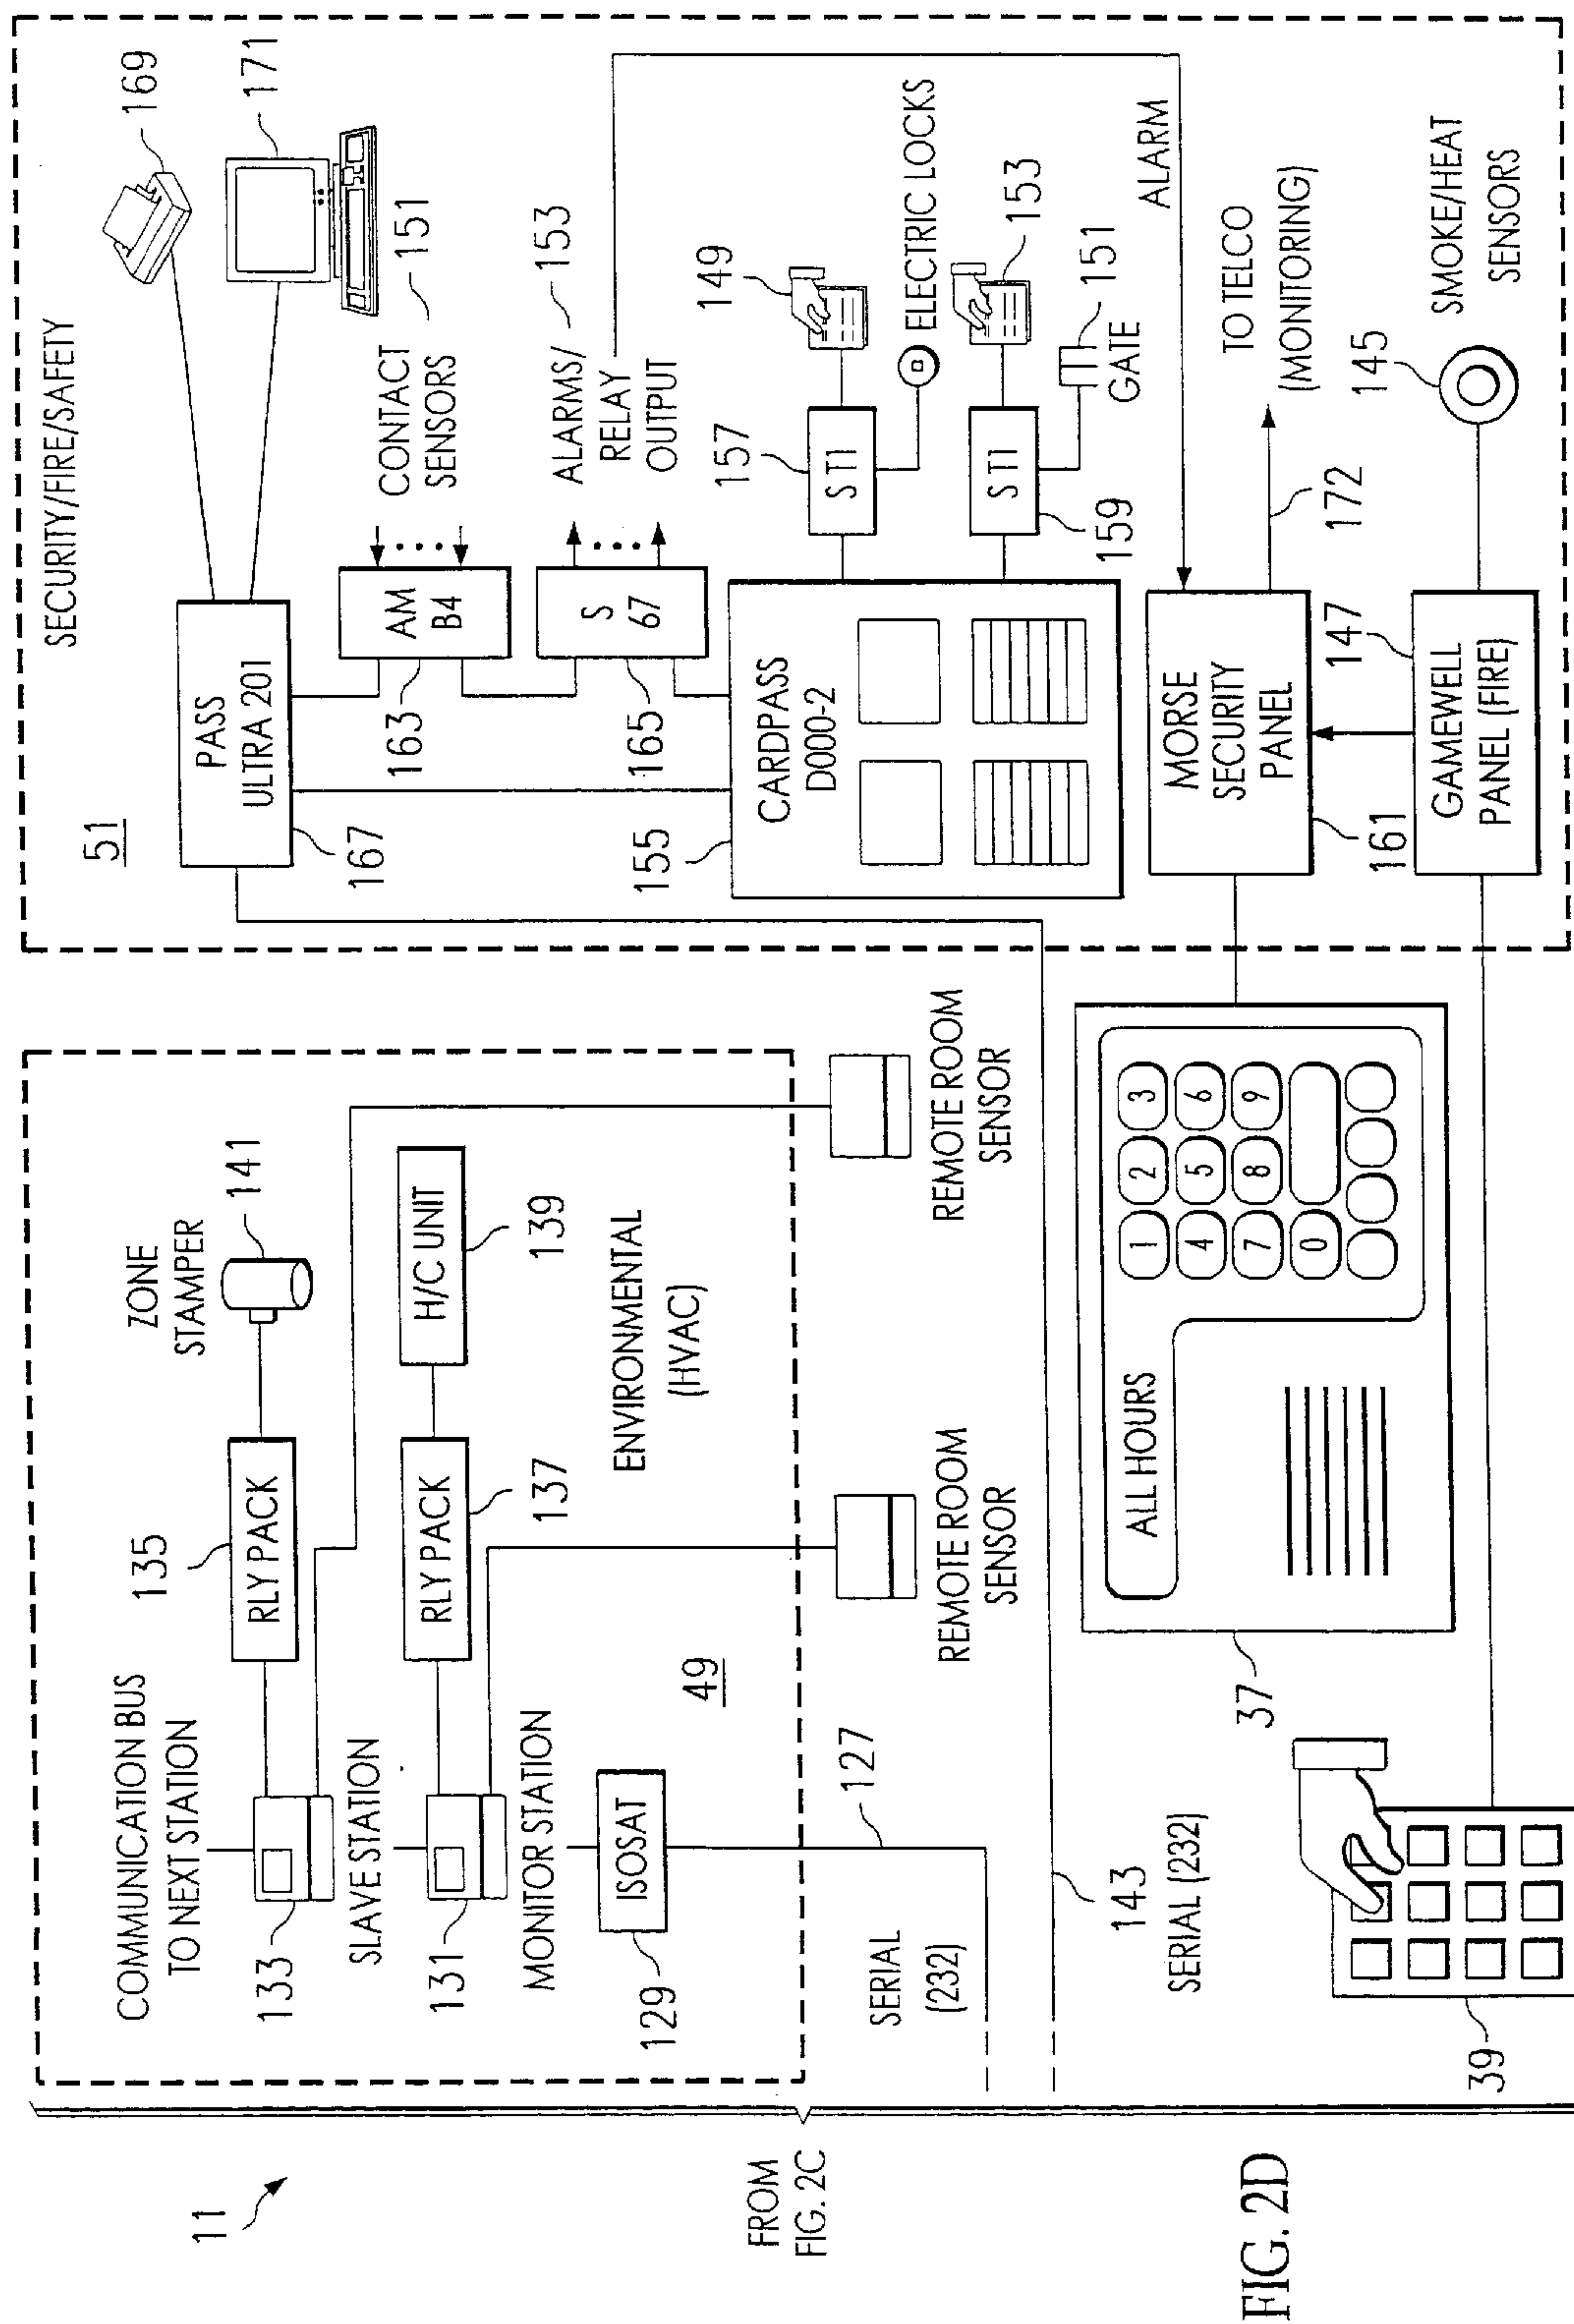 11
FROM
FIG. 2C
FIG. 2D
COMMUNICATION BUS
TO NEXT STATION
133
SLAVE STATION
131
MONITOR STATION
129
ISOSAT
135
RLY PACK
RLY PACK
137
ZONE
STAMPER
141
H/C UNIT
139
ENVIRONMENTAL
(HVAC)
49
127
SERIAL
(232)
REMOTE ROOM
SENSOR
REMOTE ROOM
SENSOR
143
SERIAL (232)
37
ALL HOURS
1 2 3
4 5 6
7 8 9
0
39
SECURITY/FIRE/SAFETY
51
PASS
ULTRA 201
167
169
171
AM
B4
163
CONTACT
SENSORS
151
S
67
165
ALARMS/
RELAY
OUTPUT
153
155
CARDPASS
D000-2
157
STI
149
ELECTRIC LOCKS
STI
159
153
151
GATE
ALARM
MORSE
SECURITY
PANEL
161
172
TO TELCO
(MONITORING)
147
GAMEWELL
PANEL (FIRE)
145
SMOKE/HEAT
SENSORS